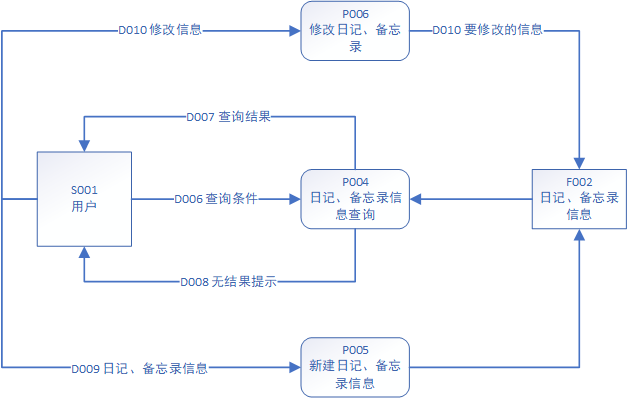 P006
D010 修改信息
修改日记、备忘
录
D010 要修改的信息
D007 查询结果
S001
用户
D006 查询条件
P004
日记、备忘录信
息查询
F002
日记、备忘录
信息
D008 无结果提示
P005
D009 日记、备忘录信息
新建日记、备忘
录信息